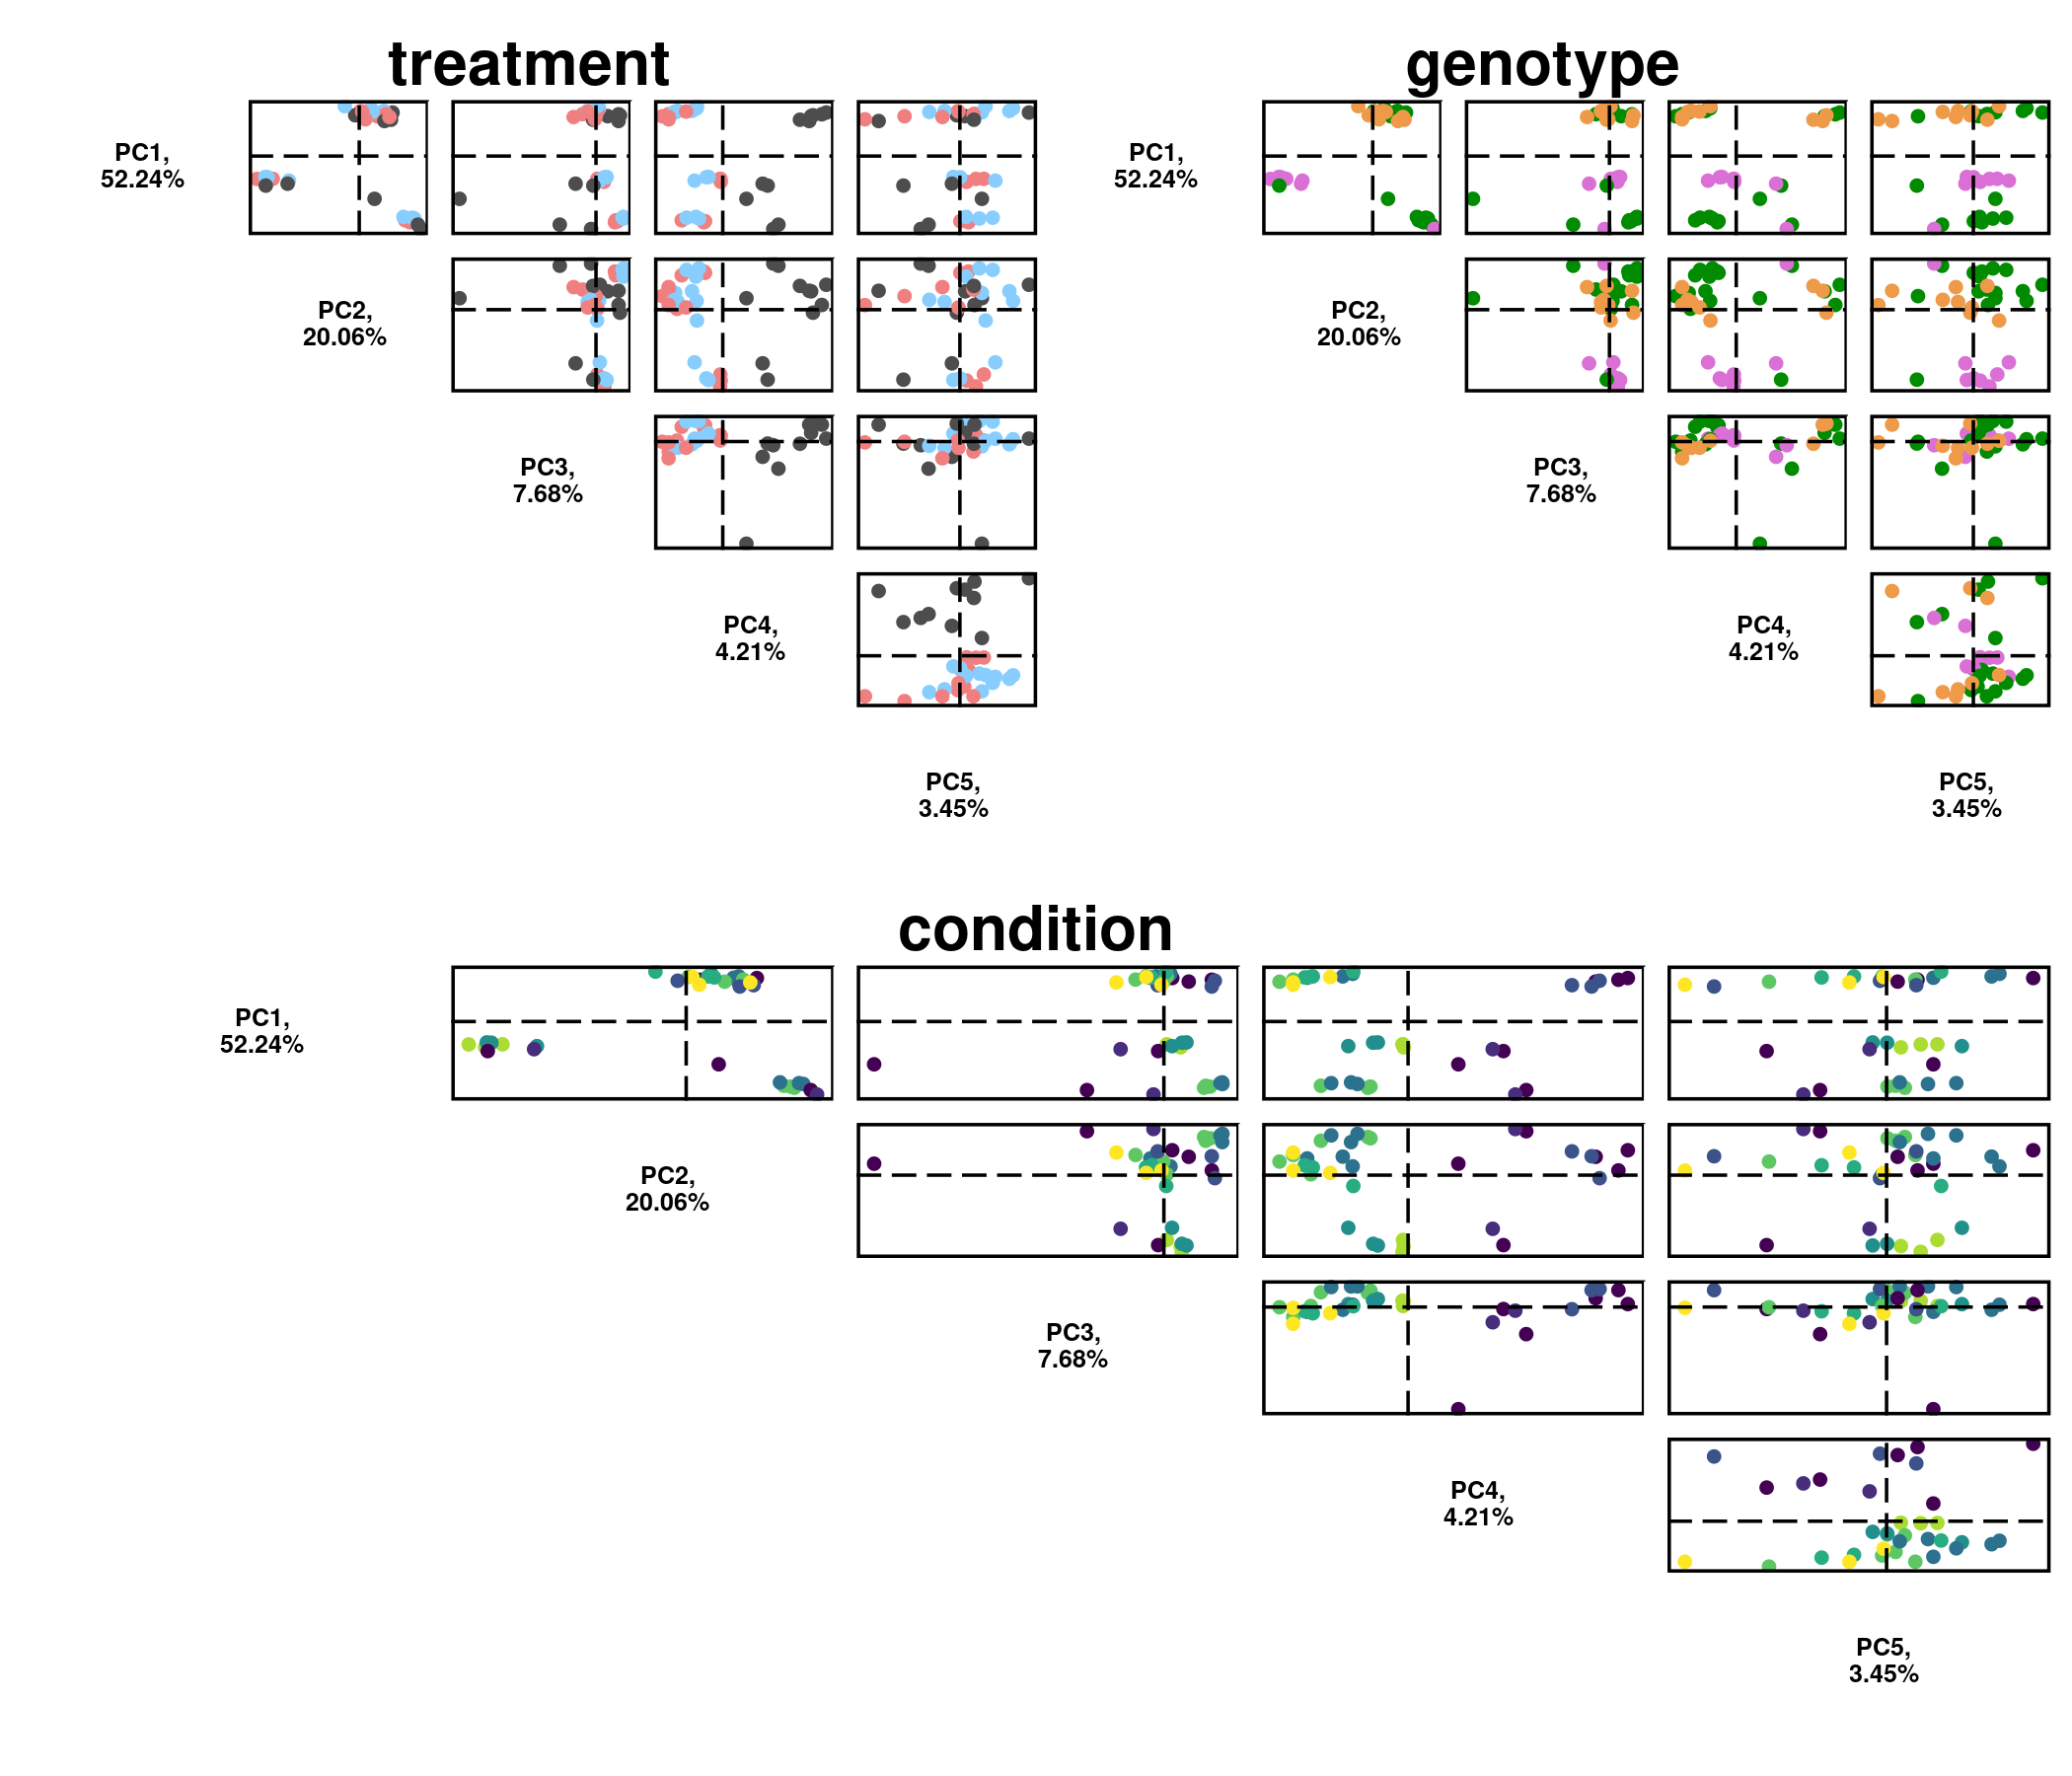 treatment
genotype
PC1,
52.24%
PC1,
52.24%
PC2,
20.06%
PC2,
20.06%
PC3,
7.68%
PC3,
7.68%
PC4,
4.21%
PC4,
4.21%
PC5,
3.45%
PC5,
3.45%
condition
PC1,
52.24%
PC2,
20.06%
PC3,
7.68%
PC4,
4.21%
PC5,
3.45%